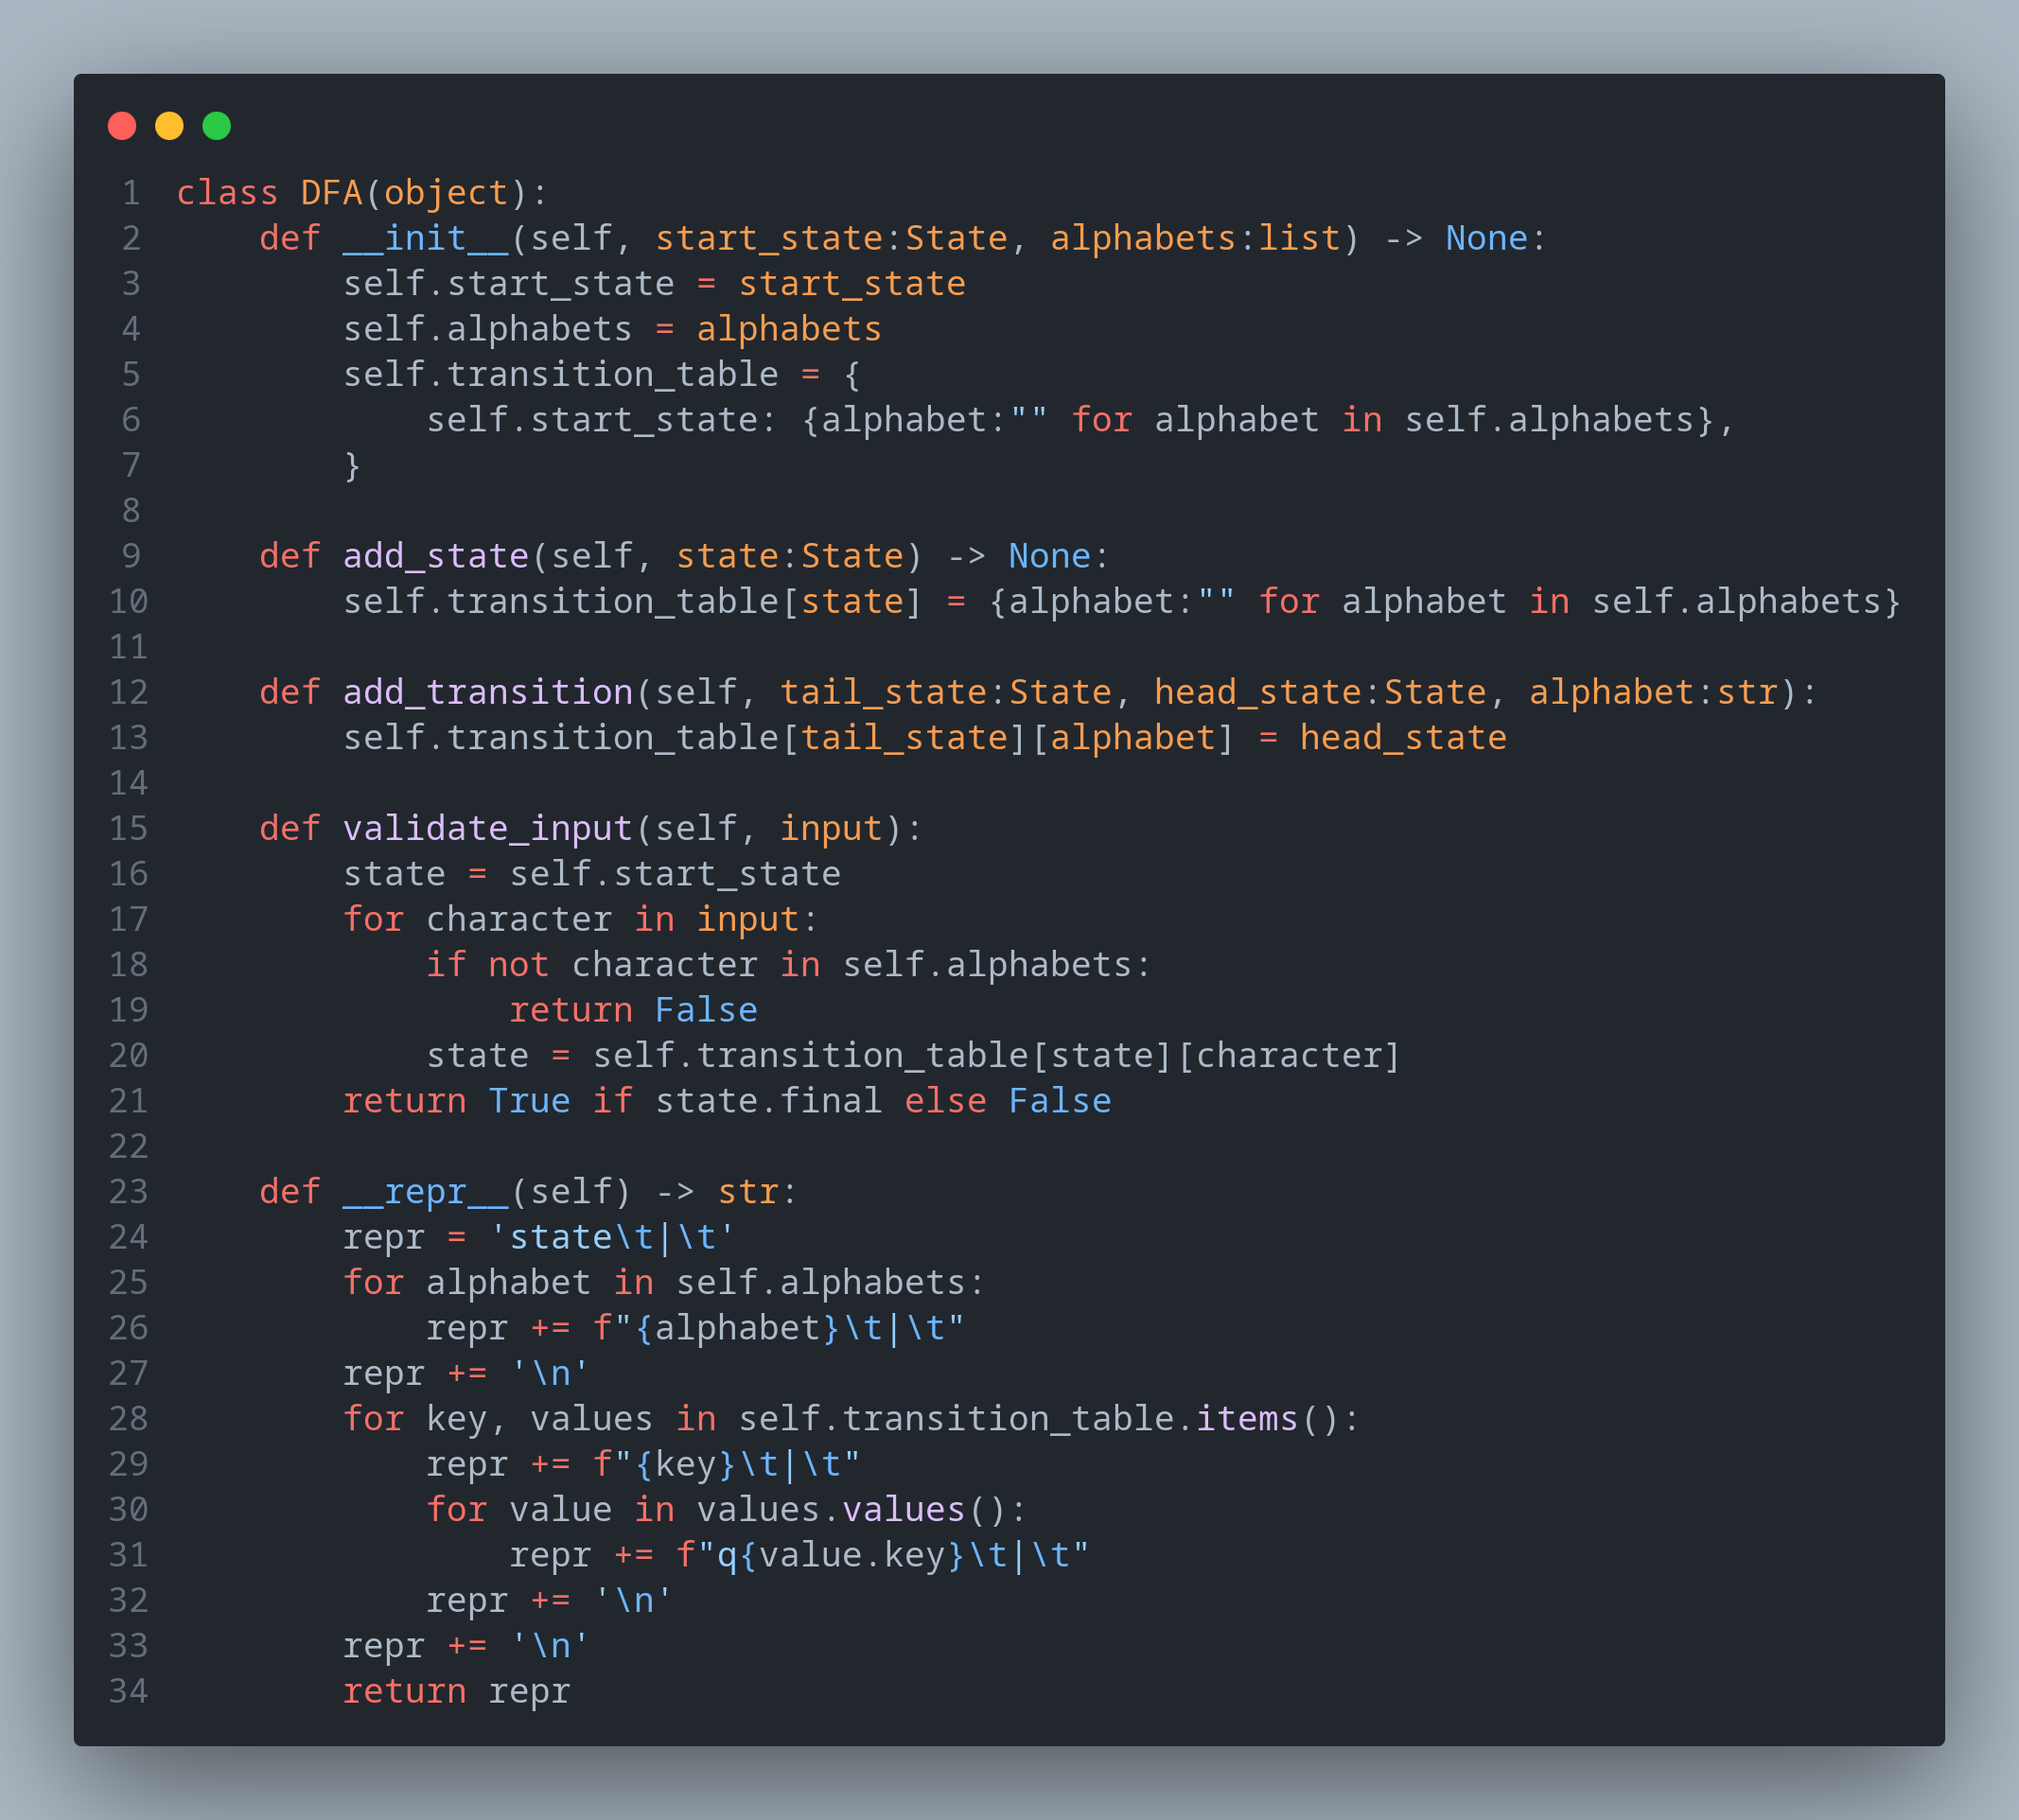 1 class DFA(object):
2     def __init__(self, start_state:State, alphabets:list) -> None:
3         self.start_state = start_state
4         self.alphabets = alphabets
5         self.transition_table = {
6             self.start_state: {alphabet:"" for alphabet in self.alphabets},
7         }
8
9     def add_state(self, state:State) -> None:
10         self.transition_table[state] = {alphabet:"" for alphabet in self.alphabets}
11
12     def add_transition(self, tail_state:State, head_state:State, alphabet:str):
13         self.transition_table[tail_state][alphabet] = head_state
14
15     def validate_input(self, input):
16         state = self.start_state
17         for character in input:
18             if not character in self.alphabets:
19                 return False
20             state = self.transition_table[state][character]
21         return True if state.final else False
22
23     def __repr__(self) -> str:
24         repr = 'state\t|\t'
25         for alphabet in self.alphabets:
26             repr += f"{alphabet}\t|\t"
27         repr += '\n'
28         for key, values in self.transition_table.items():
29             repr += f"{key}\t|\t"
30             for value in values.values():
31                 repr += f"q{value.key}\t|\t"
32             repr += '\n'
33         repr += '\n'
34         return repr